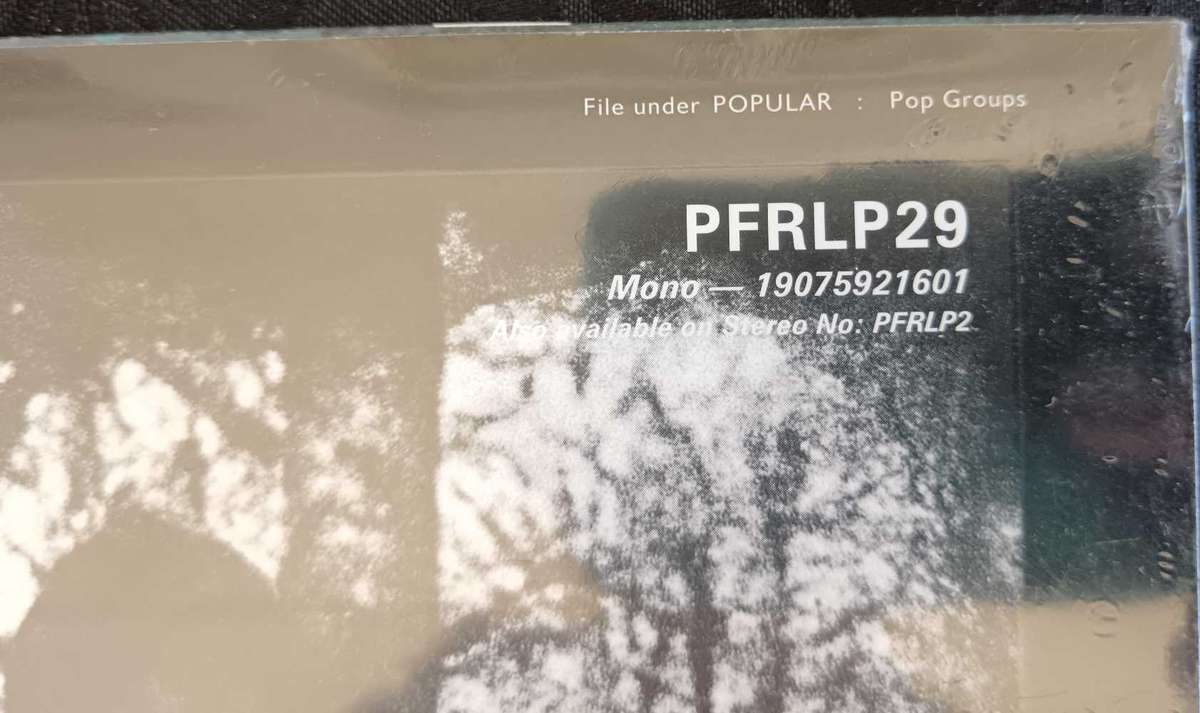 File under POPULAR : Pop Groups
PFRLP29
Mono — 19075921601
Also available on Stereo No: PFRLP2